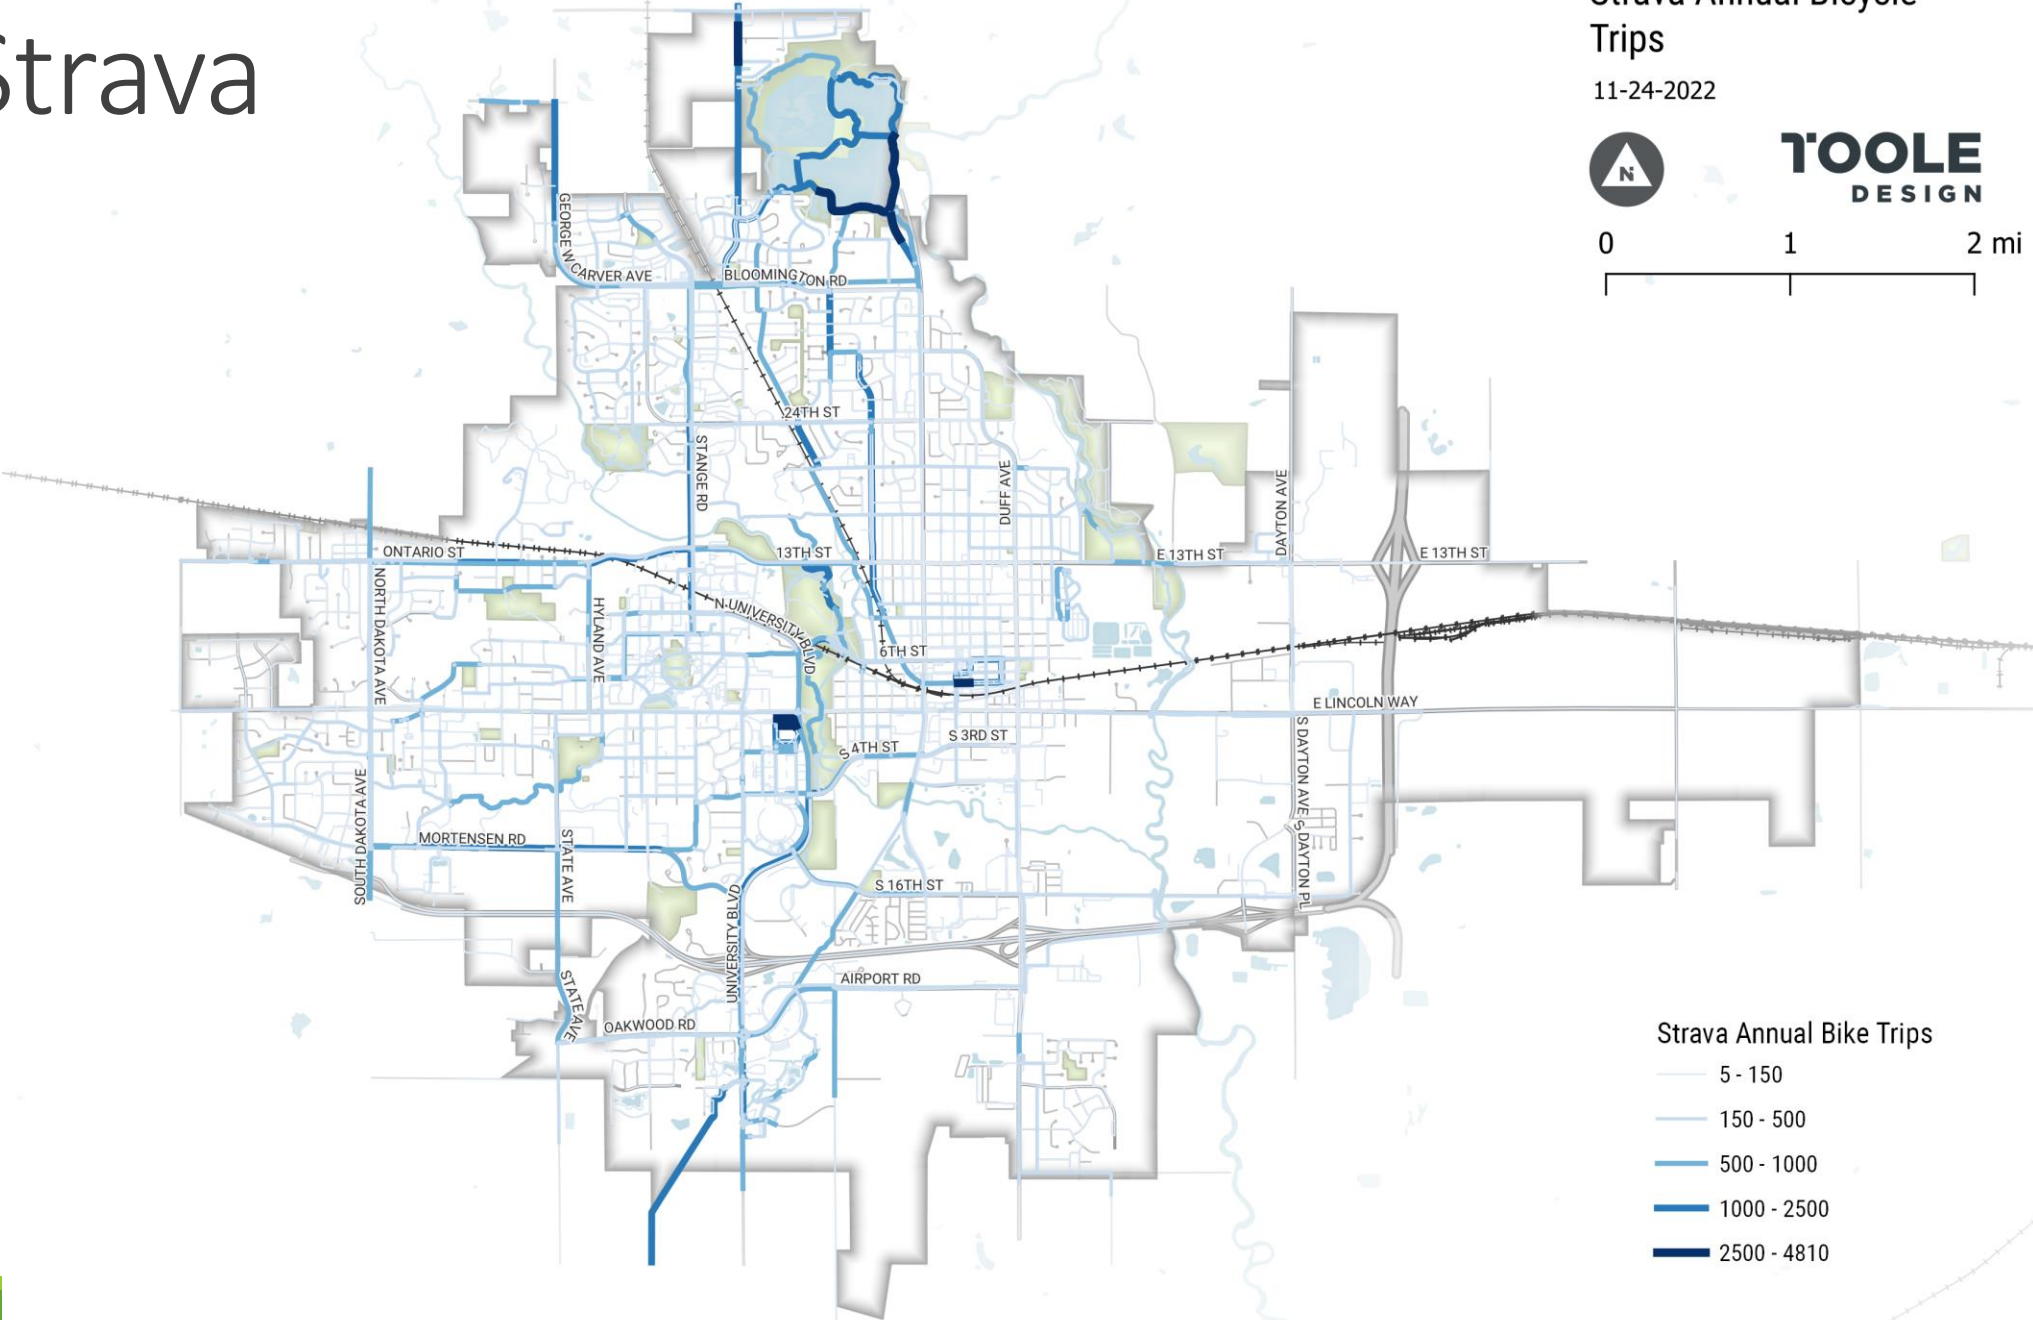 Strava
Strava Annual Bicycle
Trips
11-24-2022
N
TOOLE
DESIGN
0 1 2 mi
GEORGE W CARVER AVE
BLOOMINGTON RD
24TH ST
STANGE RD
DUFF AVE
DAYTON AVE
ONTARIO ST
13TH ST
E 13TH ST
E 13TH ST
NORTH DAKOTA AVE
HYLAND AVE
N UNIVERSITY BLVD
6TH ST
E LINCOLN WAY
S 4TH ST
S 3RD ST
S DAYTON AVE
S DAYTON PL
SOUTH DAKOTA AVE
MORTENSEN RD
STATE AVE
S 16TH ST
UNIVERSITY BLVD
AIRPORT RD
STATE AVE
OAKWOOD RD
Strava Annual Bike Trips
5 - 150
150 - 500
500 - 1000
1000 - 2500
2500 - 4810